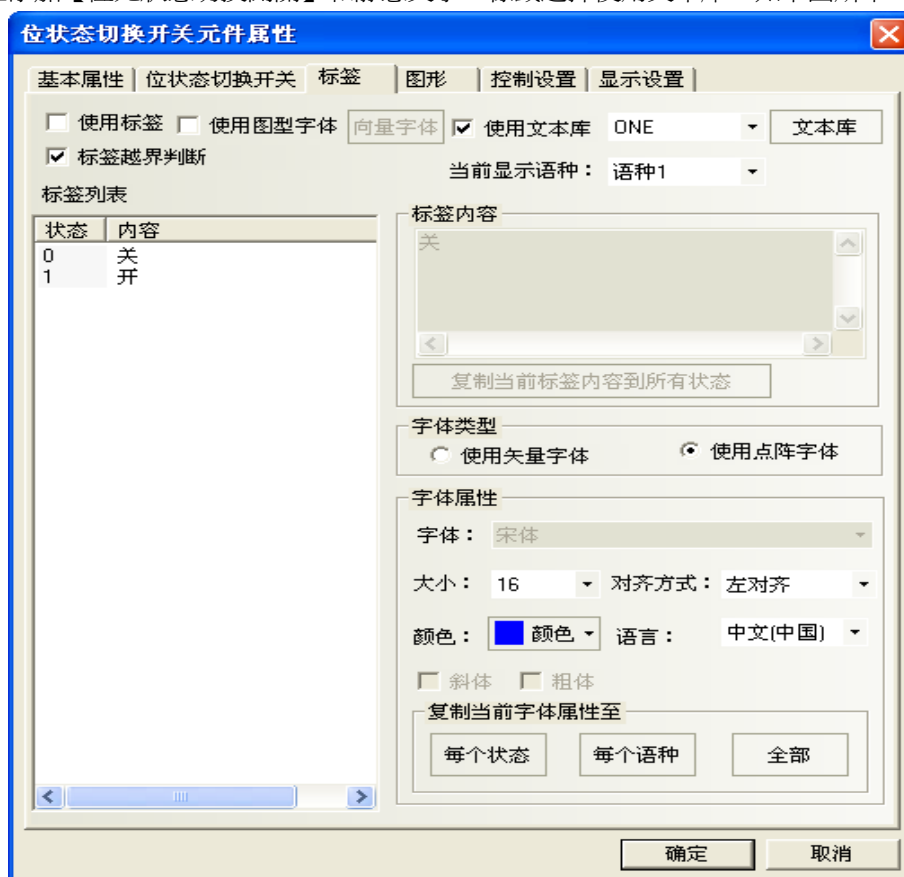 位状态切换开关元件属性
基本属性 位状态切换开关 标签 图形 控制设置 显示设置
使用标签 使用图型字体 向量字体 使用文本库 ONE 文本库
标签越界判断
当前显示语种： 语种1
标签列表
状态 内容
0 关
1 开
标签内容
关
复制当前标签内容到所有状态
字体类型
使用矢量字体 使用点阵字体
字体属性
字体： 宋体
大小： 16 对齐方式： 左对齐
颜色： 颜色 语言： 中文(中国)
斜体 粗体
复制当前字体属性至
每个状态 每个语种 全部
确定 取消